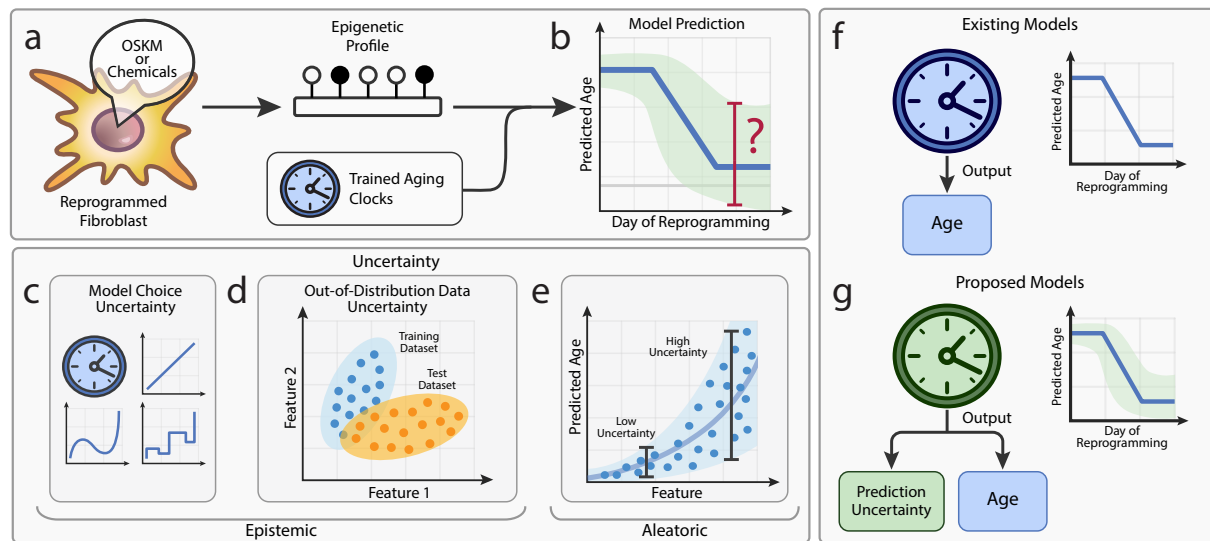 a
OSKM
or
Chemicals
Reprogrammed
Fibroblast
Epigenetic
Profile
Trained Aging
Clocks
b
Model Prediction
Predicted Age
?
Day of Reprogramming
Uncertainty
c
Model Choice
Uncertainty
d
Out-of-Distribution Data
Uncertainty
Training
Dataset
Test
Dataset
Feature 2
Feature 1
Epistemic
e
Predicted Age
High
Uncertainty
Low
Uncertainty
Feature
Aleatoric
f
Existing Models
Output
Age
Predicted Age
Day of
Reprogramming
g
Proposed Models
Output
Prediction
Uncertainty
Age
Predicted Age
Day of
Reprogramming